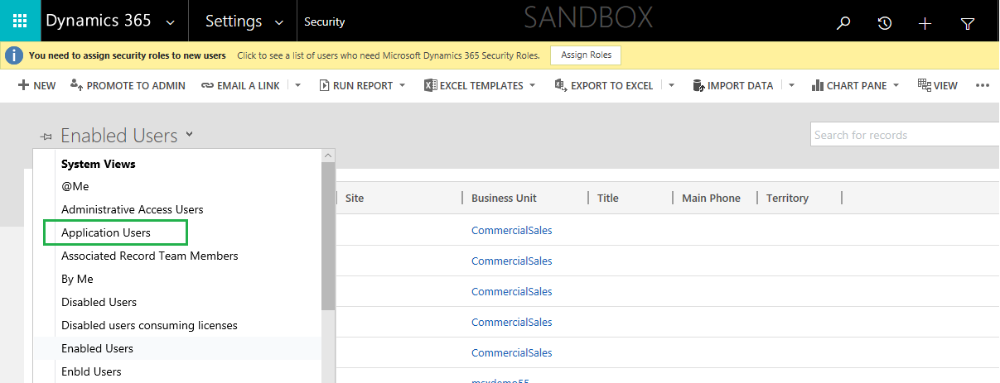 Dynamics 365 Settings Security SANDBOX
You need to assign security roles to new users Click to see a list of users who need Microsoft Dynamics 365 Security Roles. Assign Roles
NEW PROMOTE TO ADMIN EMAIL A LINK RUN REPORT EXCEL TEMPLATES EXPORT TO EXCEL IMPORT DATA CHART PANE VIEW
Enabled Users Search for records
System Views
@Me
Site Business Unit Title Main Phone Territory
Administrative Access Users
Application Users CommercialSales
Associated Record Team Members CommercialSales
By Me
CommercialSales
Disabled Users
Disabled users consuming licenses CommercialSales
Enabled Users CommercialSales
Enbld Users
msxdemo55